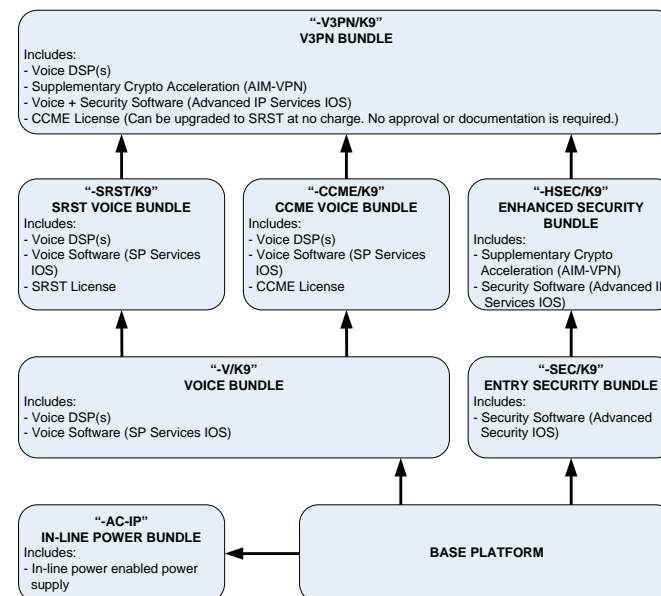 “-V3PN/K9”
V3PN BUNDLE
Includes:
- Voice DSP(s)
- Supplementary Crypto Acceleration (AIM-VPN)
- Voice + Security Software (Advanced IP Services IOS)
- CCME License (Can be upgraded to SRST at no charge. No approval or documentation is required.)
“-SRST/K9”
SRST VOICE BUNDLE
Includes:
- Voice DSP(s)
- Voice Software (SP Services
IOS)
- SRST License
“-CCME/K9”
CCME VOICE BUNDLE
Includes:
- Voice DSP(s)
- Voice Software (SP Services
IOS)
- CCME License
“-HSEC/K9”
ENHANCED SECURITY
BUNDLE
Includes:
- Supplementary Crypto
Acceleration (AIM-VPN)
- Security Software (Advanced
Services IOS)
“-V/K9”
VOICE BUNDLE
Includes:
- Voice DSP(s)
- Voice Software (SP Services IOS)
“-SEC/K9”
ENTRY SECURITY BUNDLE
Includes:
- Security Software (Advanced
Security IOS)
“-AC-IP”
IN-LINE POWER BUNDLE
Includes:
- In-line power enabled power
supply
BASE PLATFORM